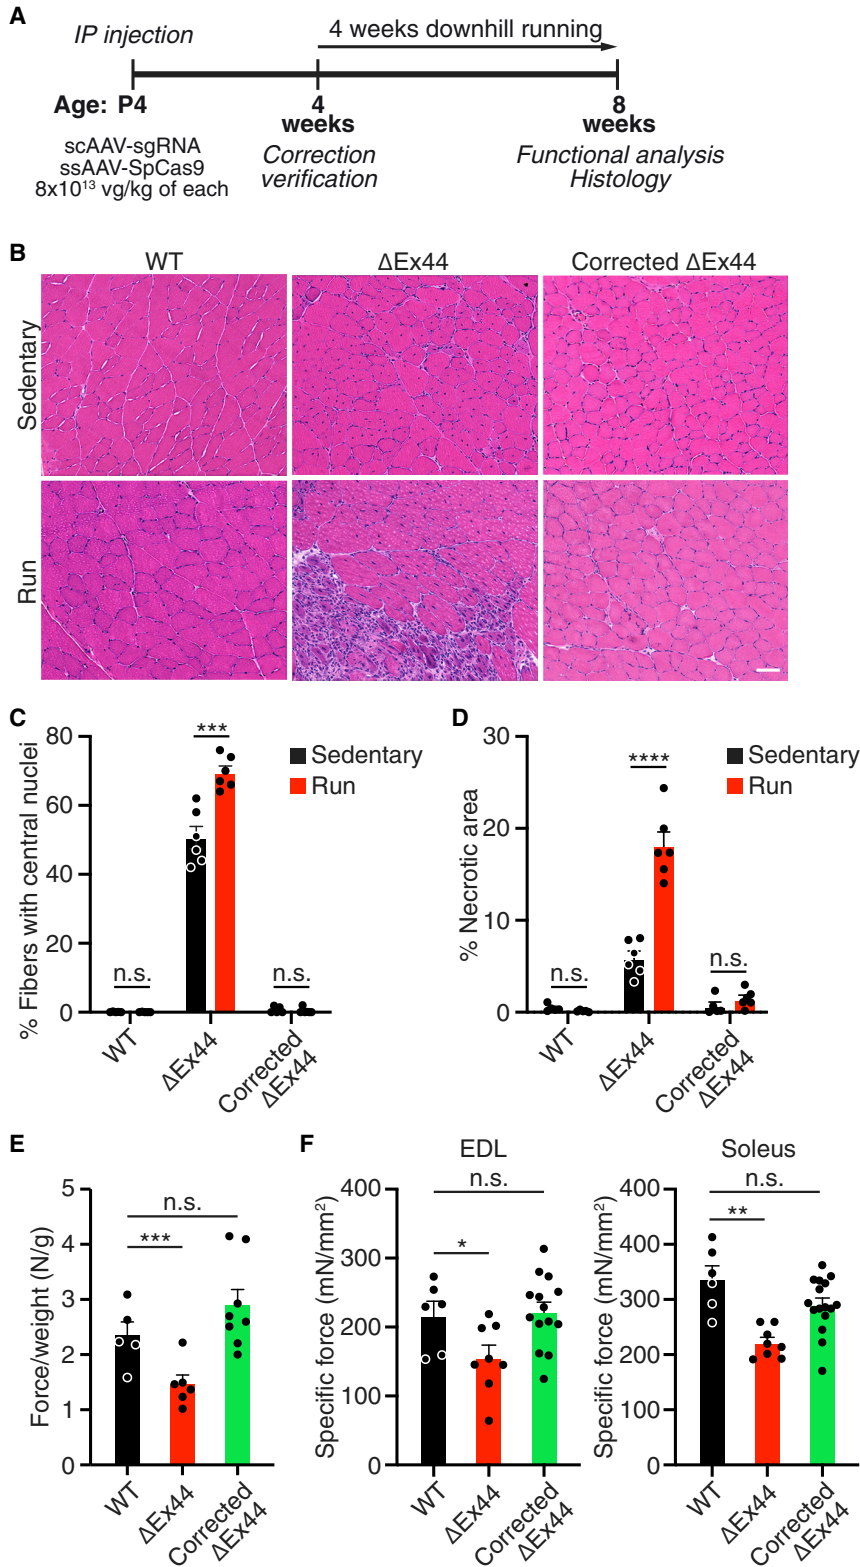 A
IP injection
4 weeks downhill running
Age: P4
4
weeks
8
weeks
scAAV-sgRNA
ssAAV-SpCas9
8x10¹³ vg/kg of each
Correction
verification
Functional analysis
Histology
B
WT
ΔEx44
Corrected ΔEx44
Sedentary
Run
C
% Fibers with central nuclei
80
60
40
20
0
***
n.s.
n.s.
Sedentary
Run
WT
ΔEx44
Corrected
ΔEx44
D
% Necrotic area
30
20
10
0
****
n.s.
n.s.
Sedentary
Run
WT
ΔEx44
Corrected
ΔEx44
E
Force/weight (N/g)
5
4
3
2
1
0
n.s.
***
WT
ΔEx44
Corrected
ΔEx44
F
EDL
Specific force (mN/mm²)
400
300
200
100
0
n.s.
*
WT
ΔEx44
Corrected
ΔEx44
Soleus
Specific force (mN/mm²)
400
300
200
100
0
n.s.
**
WT
ΔEx44
Corrected
ΔEx44